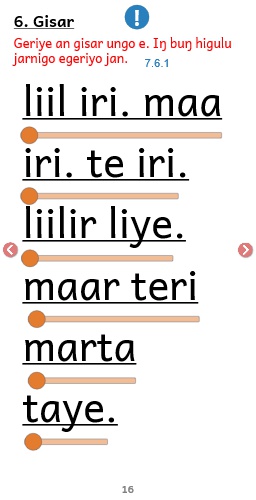 6. Gisar
Geriye an gisar ungo e. Iŋ buŋ higulu
jarnigo egeriyo jan.
7.6.1
liil iri. maa
iri. te iri.
liilir liye.
maar teri
marta
taye.
16